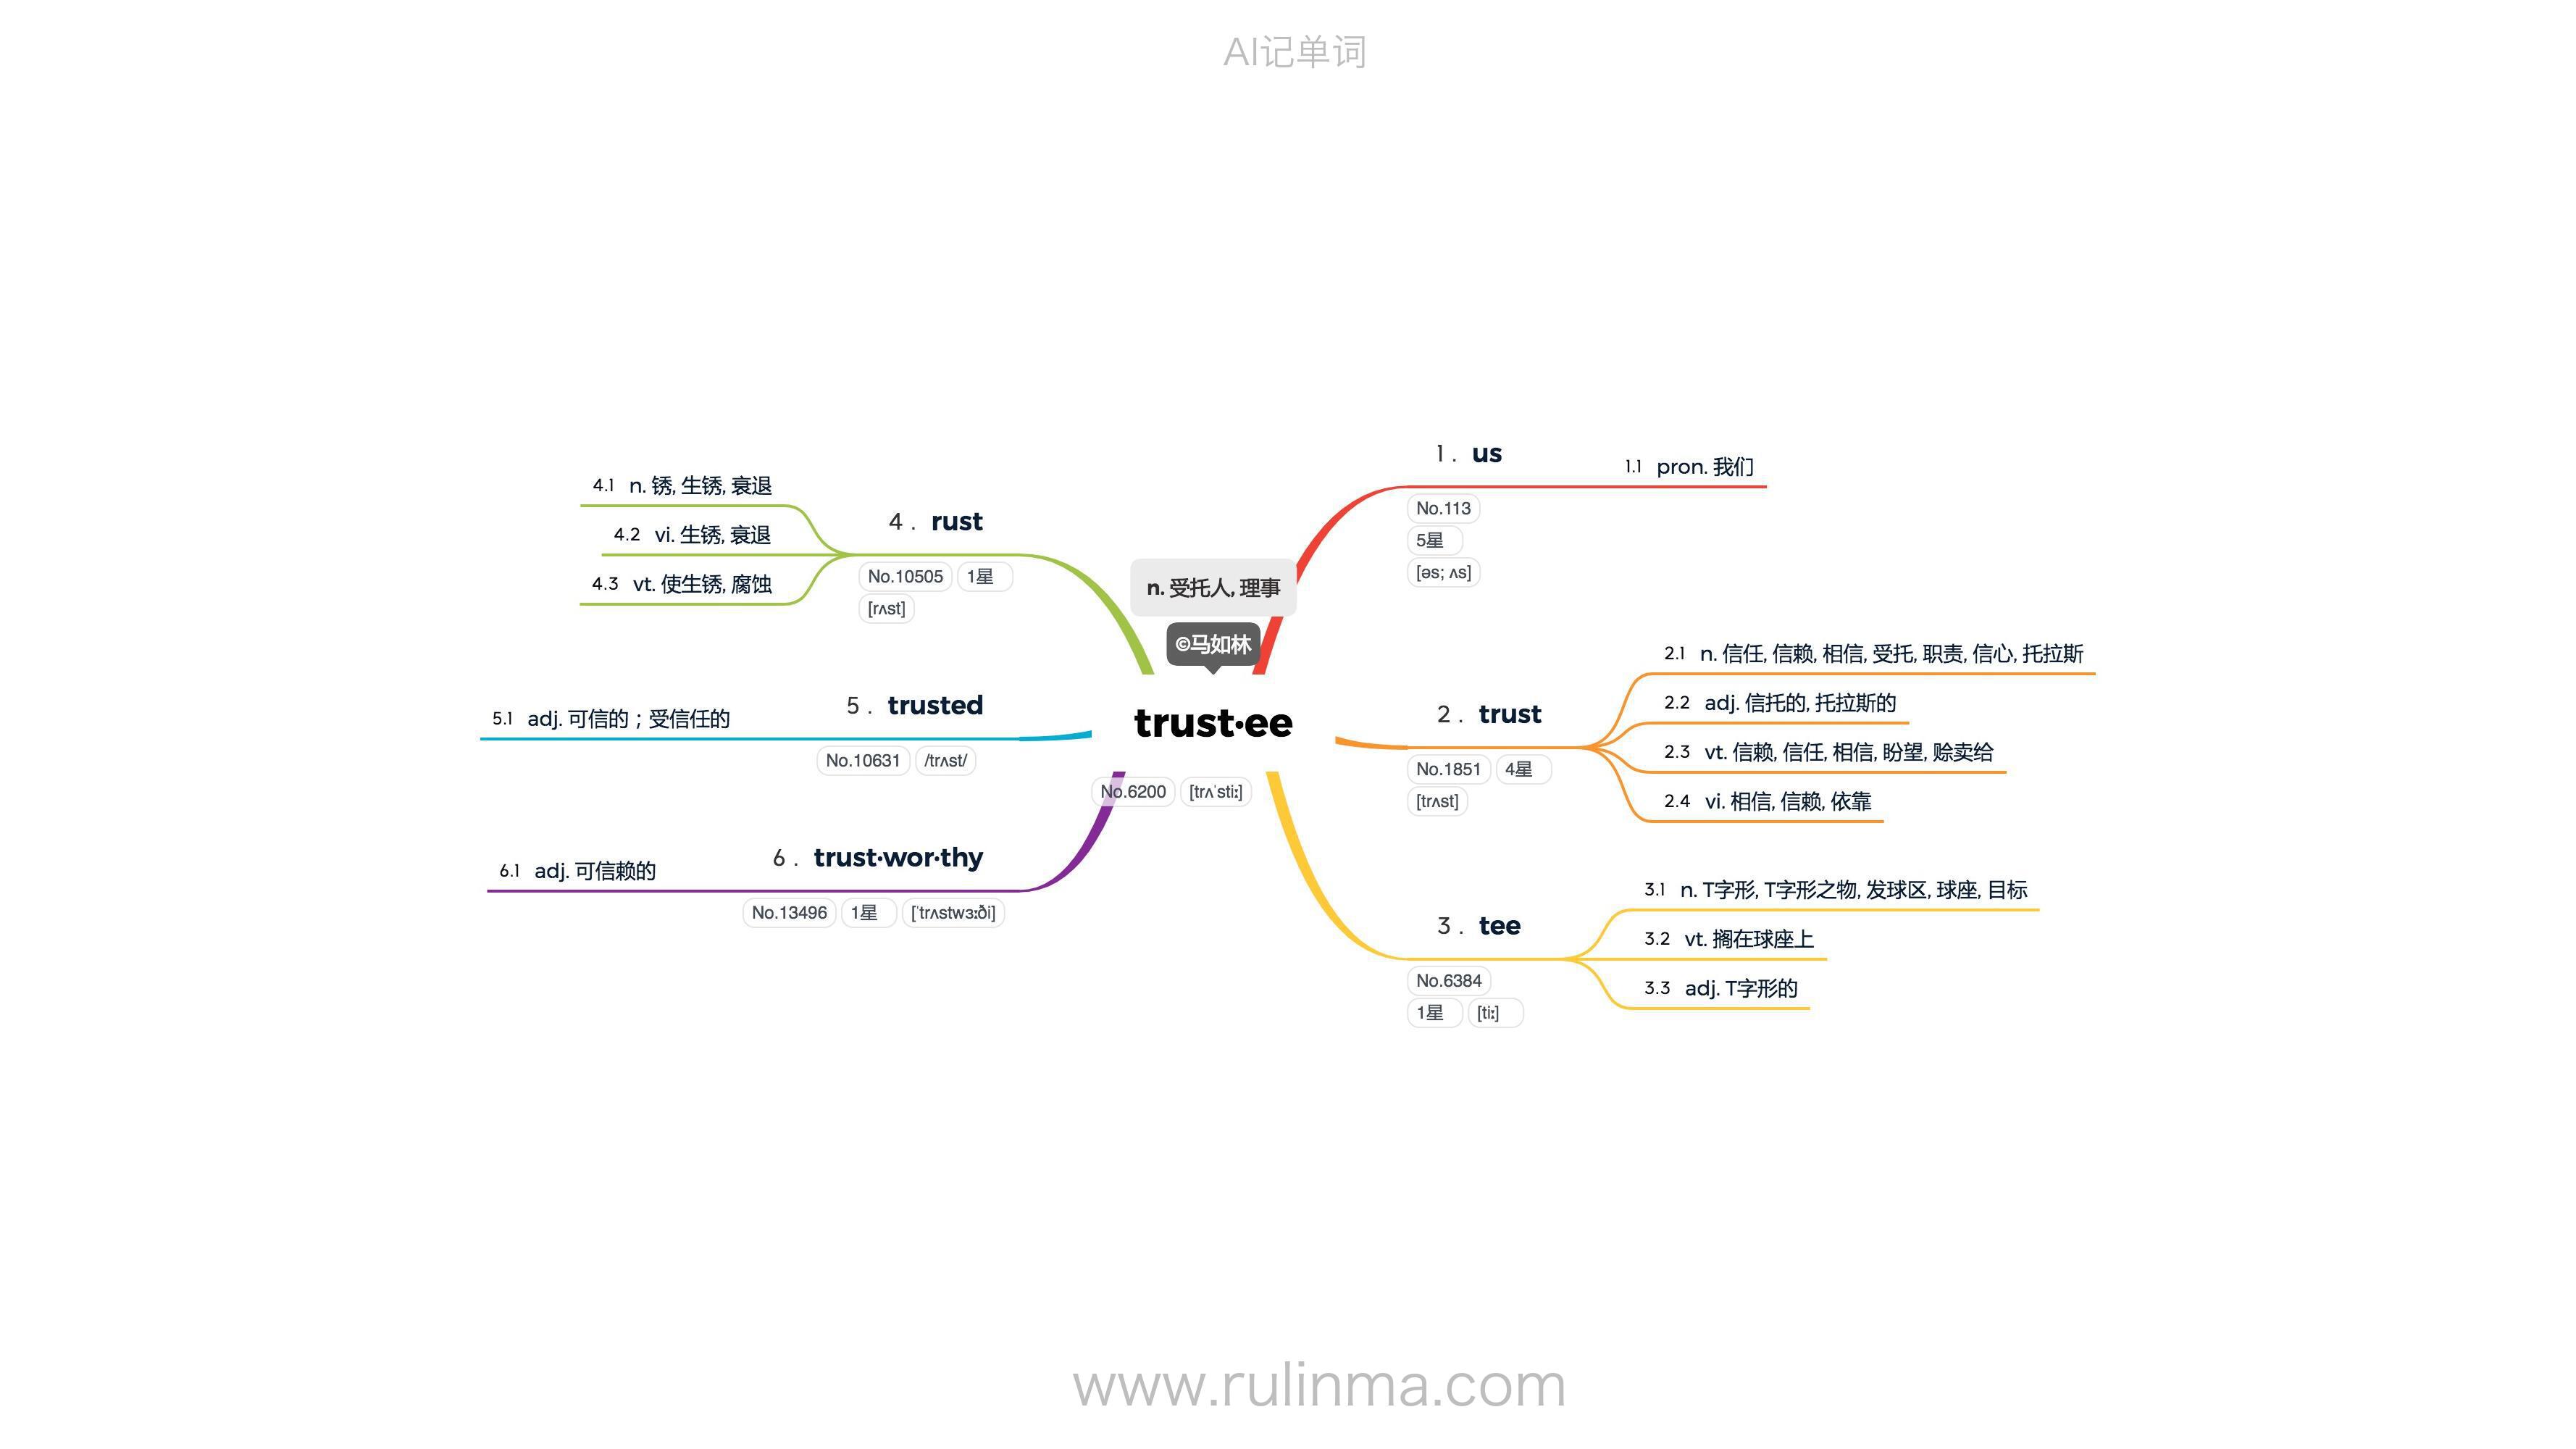 AI记单词
n. 受托人, 理事
©马如林
trust·ee
No.6200 [trʌˈstiː]
1 . us
No.113
5星
[əs; ʌs]
1.1 pron. 我们
2 . trust
No.1851 4星
[trʌst]
2.1 n. 信任, 信赖, 相信, 受托, 职责, 信心, 托拉斯
2.2 adj. 信托的, 托拉斯的
2.3 vt. 信赖, 信任, 相信, 盼望, 赊卖给
2.4 vi. 相信, 信赖, 依靠
3 . tee
No.6384
1星 [tiː]
3.1 n. T字形, T字形之物, 发球区, 球座, 目标
3.2 vt. 搁在球座上
3.3 adj. T字形的
4 . rust
No.10505 1星
[rʌst]
4.1 n. 锈, 生锈, 衰退
4.2 vi. 生锈, 衰退
4.3 vt. 使生锈, 腐蚀
5 . trusted
No.10631 /trʌst/
5.1 adj. 可信的；受信任的
6 . trust·wor·thy
No.13496 1星 [ˈtrʌstwɜːði]
6.1 adj. 可信赖的
www.rulinma.com